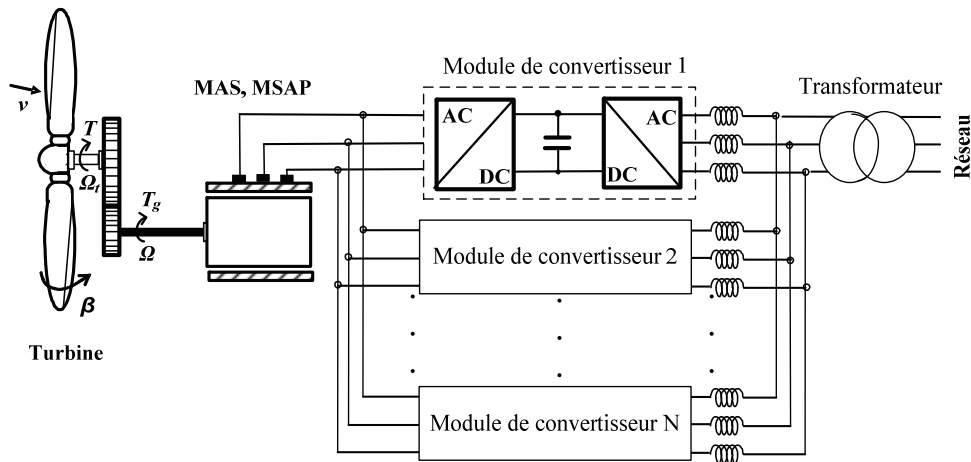 Module de convertisseur 1
Transformateur
MAS, MSAP
v
T
Ωt
AC
DC
AC
DC
Réseau
Tg
Ω
Module de convertisseur 2
β
Turbine
Module de convertisseur N